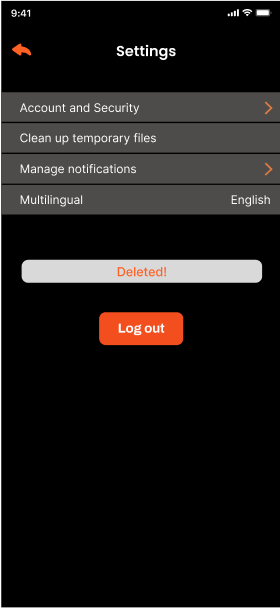 9:41
Settings
Account and Security
Clean up temporary files
Manage notifications
Multilingual English
Deleted!
Log out